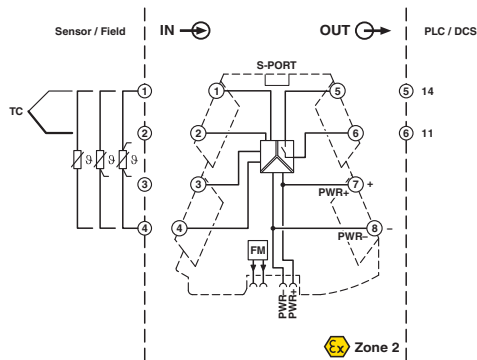 Sensor / Field
IN
OUT
PLC / DCS
S-PORT
TC
1
1
5
5
14
2
2
6
6
11
ϑ
ϑ
ϑ
3
3
7
+
PWR+
4
4
8
–
PWR–
FM
PWR–
PWR+
Ex
Zone 2